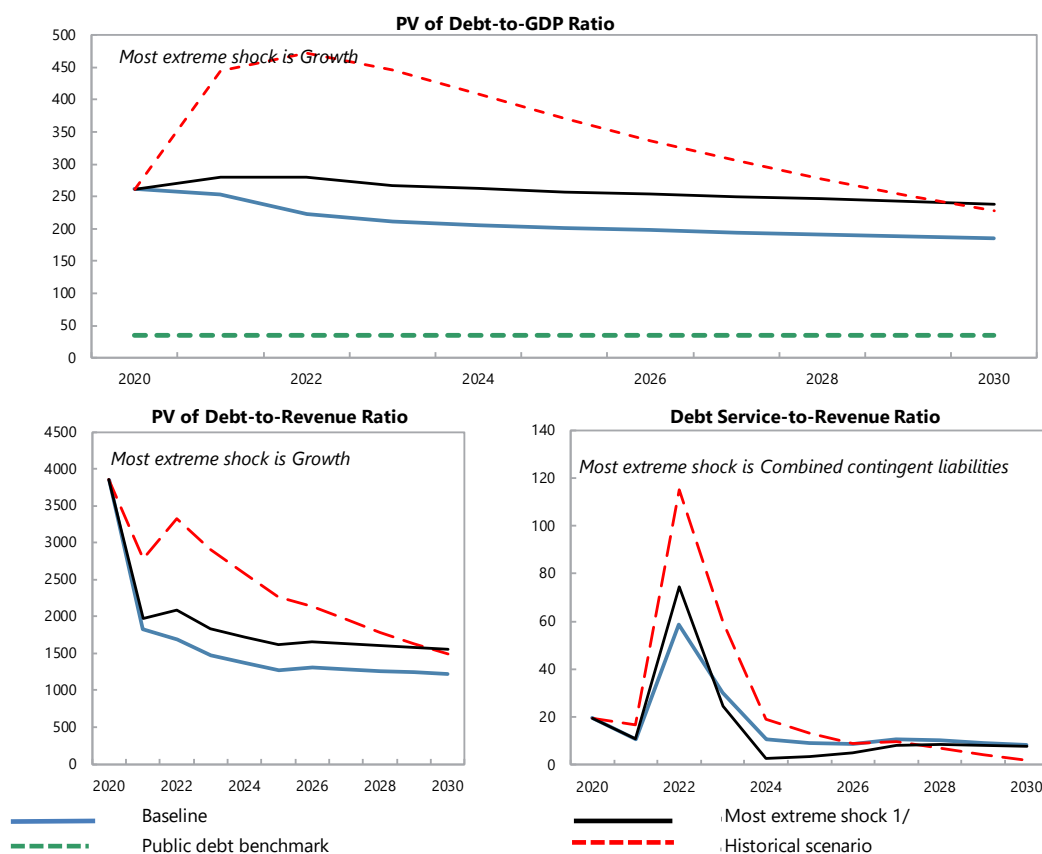 PV of Debt-to-GDP Ratio
Most extreme shock is Growth
500
450
400
350
300
250
200
150
100
50
0
2020 2022 2024 2026 2028 2030
PV of Debt-to-Revenue Ratio
Most extreme shock is Growth
4500
4000
3500
3000
2500
2000
1500
1000
500
0
2020 2022 2024 2026 2028 2030
Debt Service-to-Revenue Ratio
Most extreme shock is Combined contingent liabilities
140
120
100
80
60
40
20
0
2020 2022 2024 2026 2028 2030
Baseline
Public debt benchmark
Most extreme shock 1/
Historical scenario